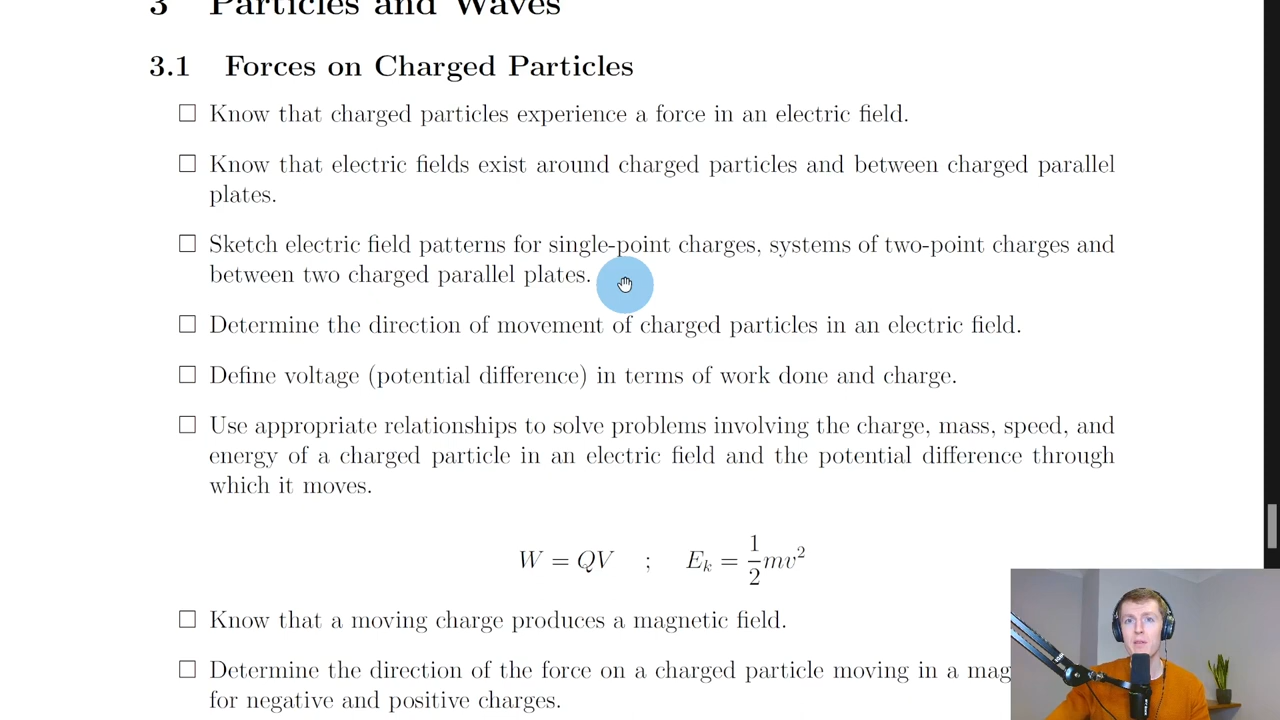 3 Particles and Waves
3.1 Forces on Charged Particles
☐ Know that charged particles experience a force in an electric field.
☐ Know that electric fields exist around charged particles and between charged parallel
plates.
☐ Sketch electric field patterns for single-point charges, systems of two-point charges and
between two charged parallel plates.
☐ Determine the direction of movement of charged particles in an electric field.
☐ Define voltage (potential difference) in terms of work done and charge.
☐ Use appropriate relationships to solve problems involving the charge, mass, speed, and
energy of a charged particle in an electric field and the potential difference through
which it moves.
W = QV ; E_k = 1/2 mv²
☐ Know that a moving charge produces a magnetic field.
☐ Determine the direction of the force on a charged particle moving in a mag
for negative and positive charges.